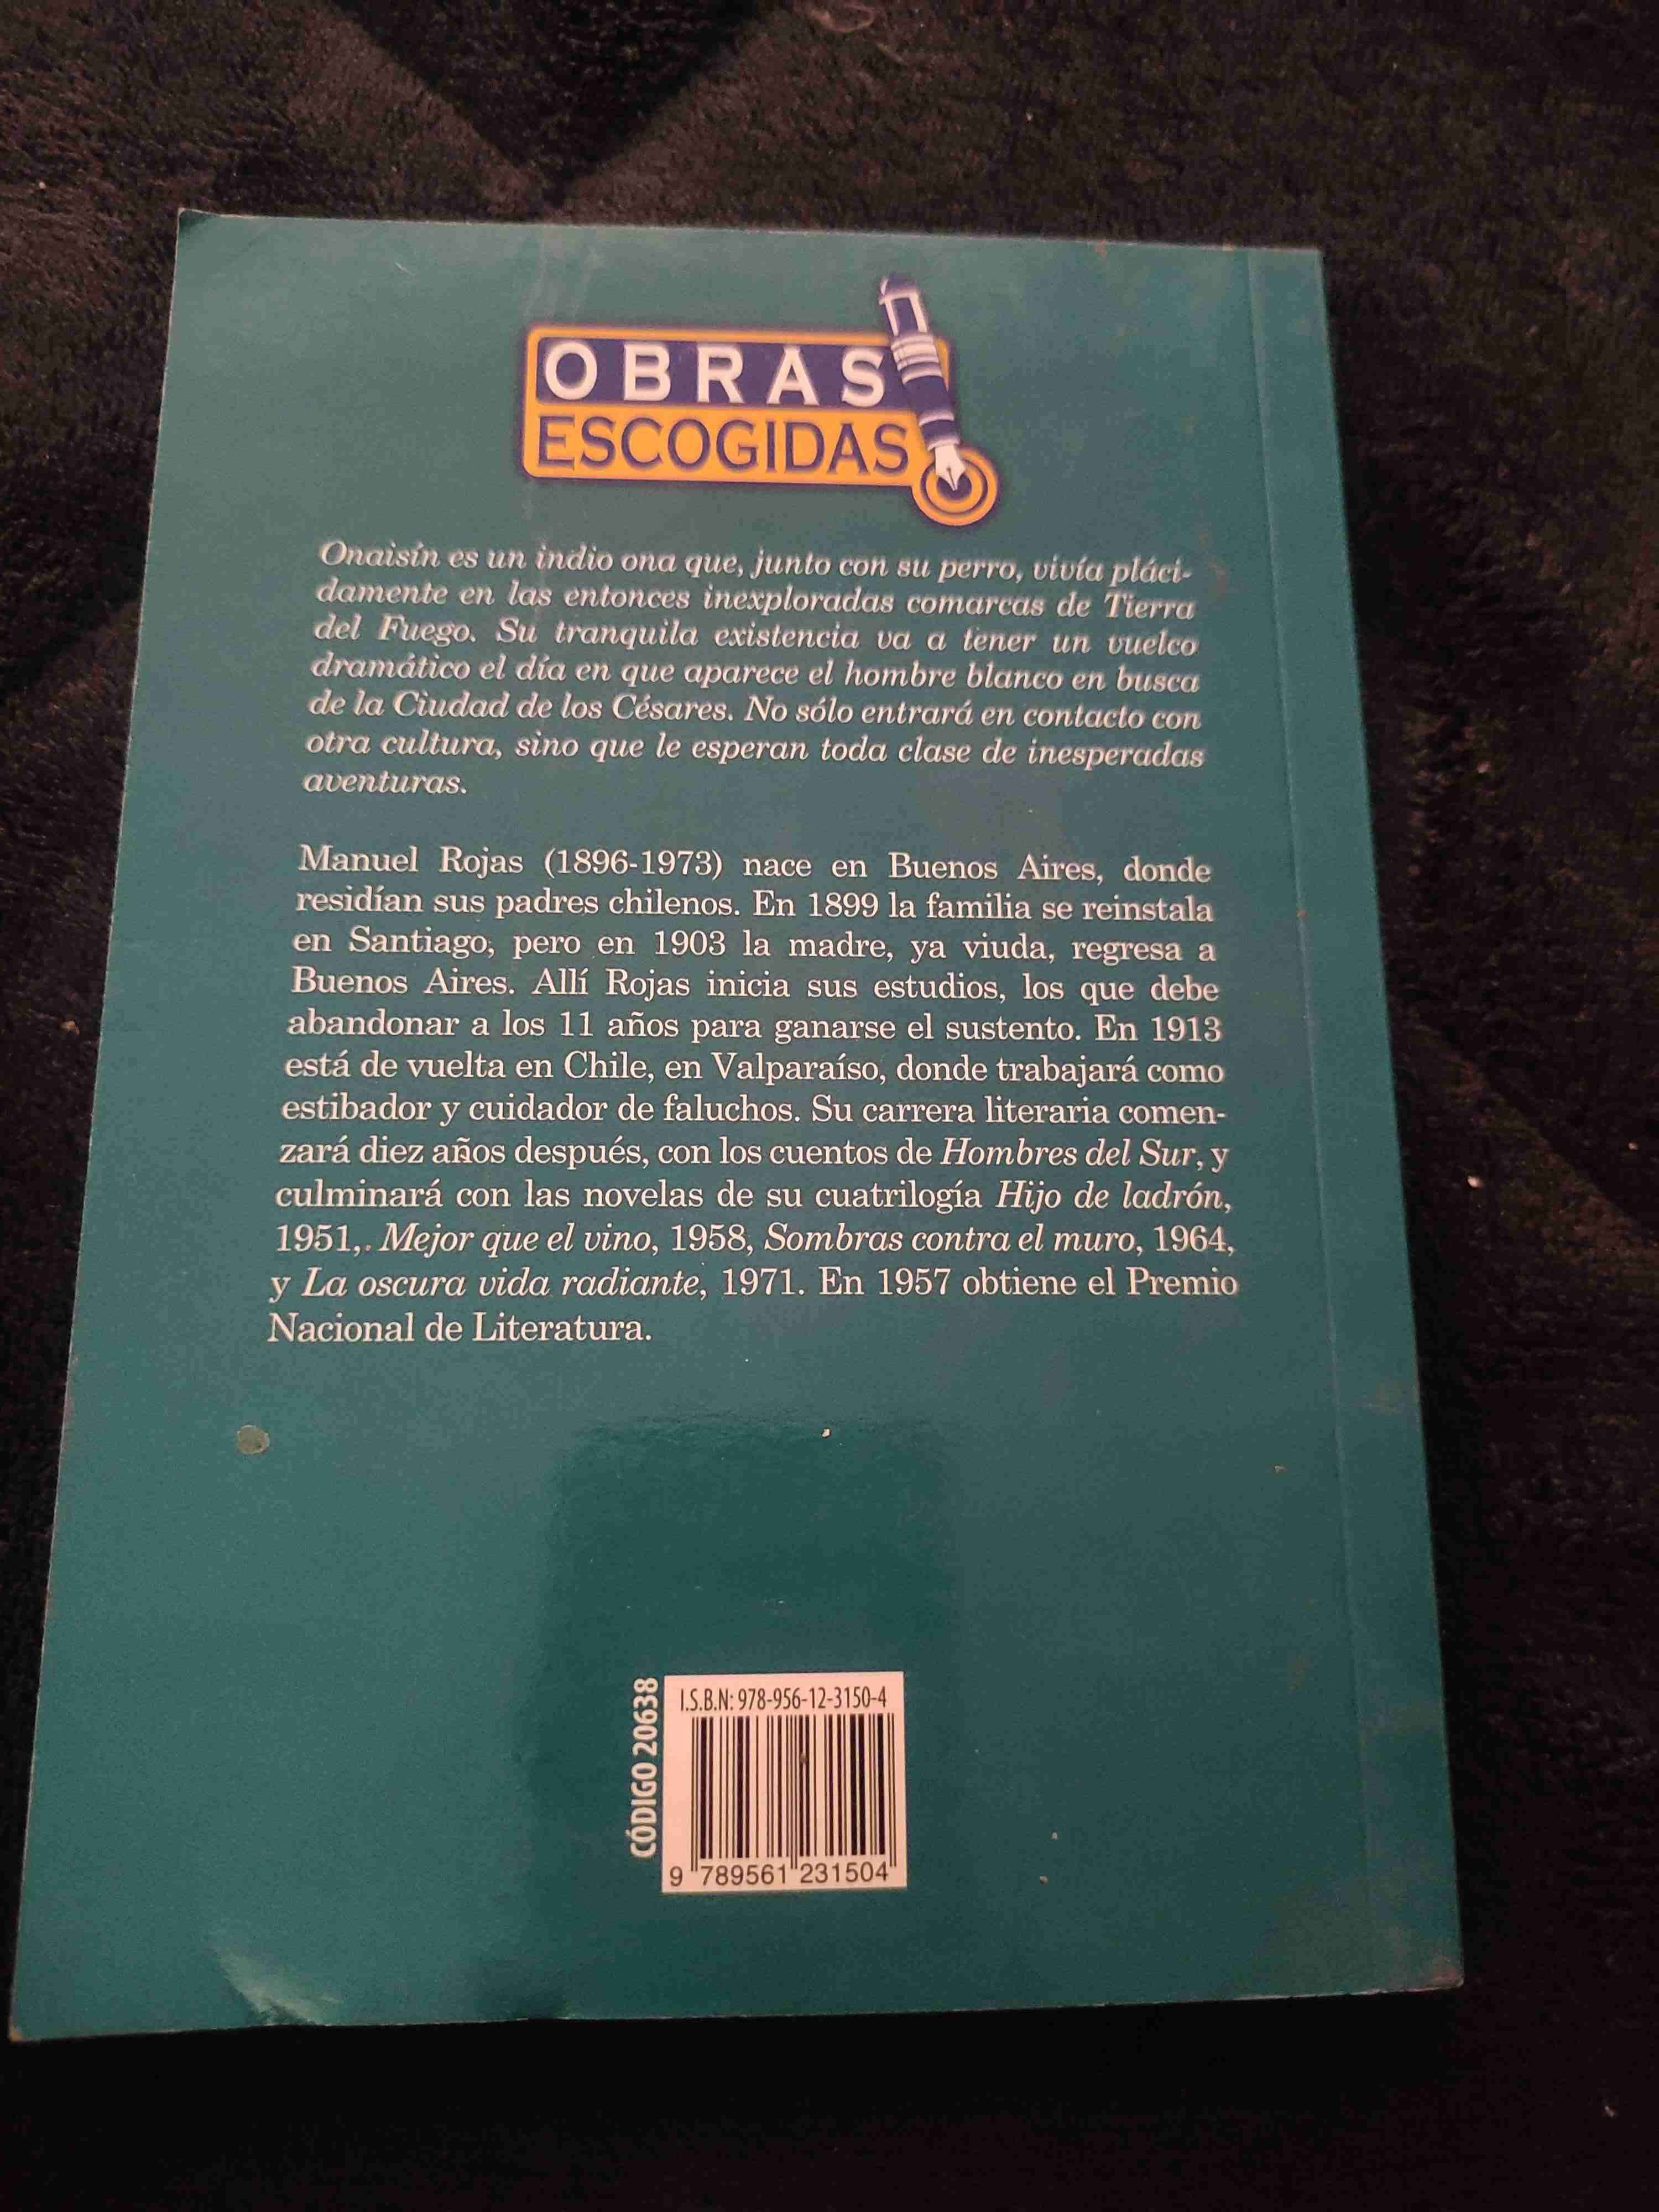 OBRAS
ESCOGIDAS
Onaisín es un indio ona que, junto con su perro, vivía pláci-
damente en las entonces inexploradas comarcas de Tierra
del Fuego. Su tranquila existencia va a tener un vuelco
dramático el día en que aparece el hombre blanco en busca
de la Ciudad de los Césares. No sólo entrará en contacto con
otra cultura, sino que le esperan toda clase de inesperadas
aventuras.
Manuel Rojas (1896-1973) nace en Buenos Aires, donde
residían sus padres chilenos. En 1899 la familia se reinstala
en Santiago, pero en 1903 la madre, ya viuda, regresa a
Buenos Aires. Allí Rojas inicia sus estudios, los que debe
abandonar a los 11 años para ganarse el sustento. En 1913
está de vuelta en Chile, en Valparaíso, donde trabajará como
estibador y cuidador de faluchos. Su carrera literaria comen-
zará diez años después, con los cuentos de Hombres del Sur, y
culminará con las novelas de su cuatrilogía Hijo de ladrón,
1951,. Mejor que el vino, 1958, Sombras contra el muro, 1964,
y La oscura vida radiante, 1971. En 1957 obtiene el Premio
Nacional de Literatura.
CÓDIGO 20638
I.S.B.N: 978-956-12-3150-4
9 789561 231504